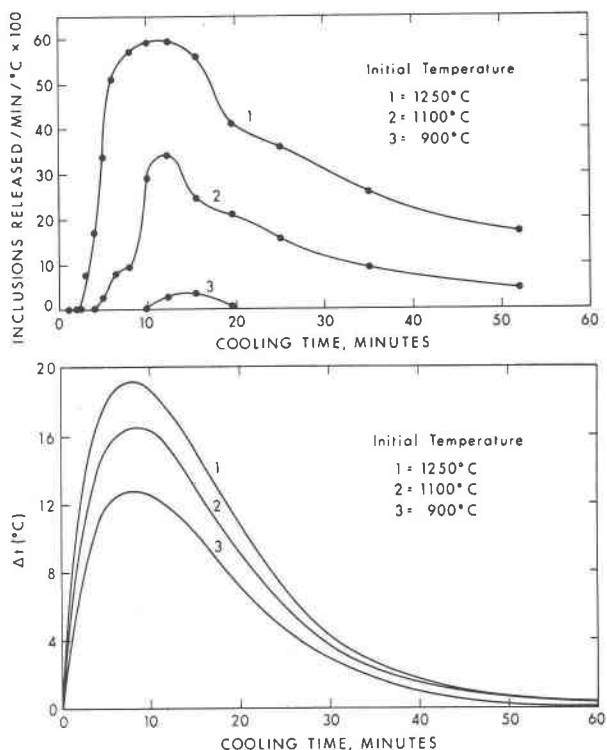 INCLUSIONS RELEASED/MIN/°C × 100
60
50
40
30
20
10
0
Initial Temperature
1 = 1250°C
2 = 1100°C
3 = 900°C
1
2
3
0 10 20 30 40 50 60
COOLING TIME, MINUTES
Δt (°C)
20
16
12
8
4
0
Initial Temperature
1 = 1250°C
2 = 1100°C
3 = 900°C
1
2
3
0 10 20 30 40 50 60
COOLING TIME, MINUTES